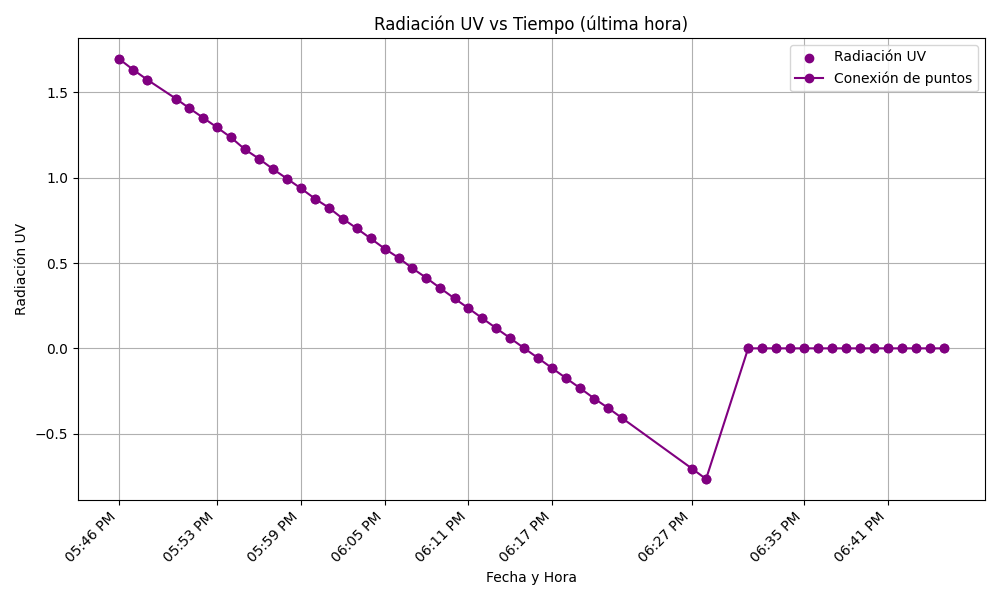 Radiación UV vs Tiempo (última hora)
Radiación UV
Conexión de puntos
Radiación UV
1.5
1.0
0.5
0.0
−0.5
05:46 PM
05:53 PM
05:59 PM
06:05 PM
06:11 PM
06:17 PM
06:27 PM
06:35 PM
06:41 PM
Fecha y Hora